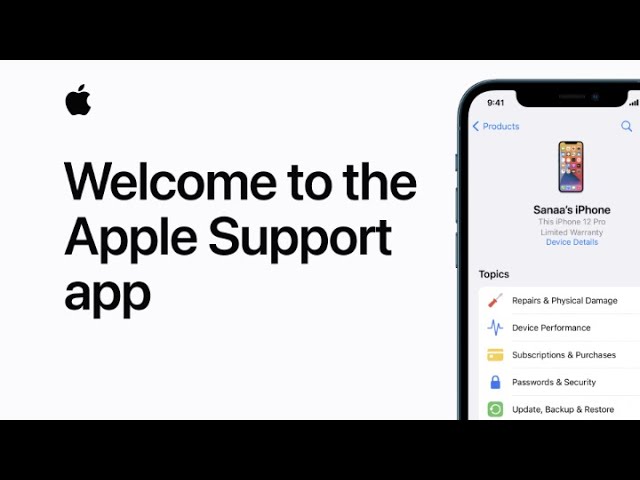 Welcome to the
Apple Support
app
9:41
Products
Sanaa's iPhone
This iPhone 12 Pro
Limited Warranty
Device Details
Topics
Repairs & Physical Damage
Device Performance
Subscriptions & Purchases
Passwords & Security
Update, Backup & Restore